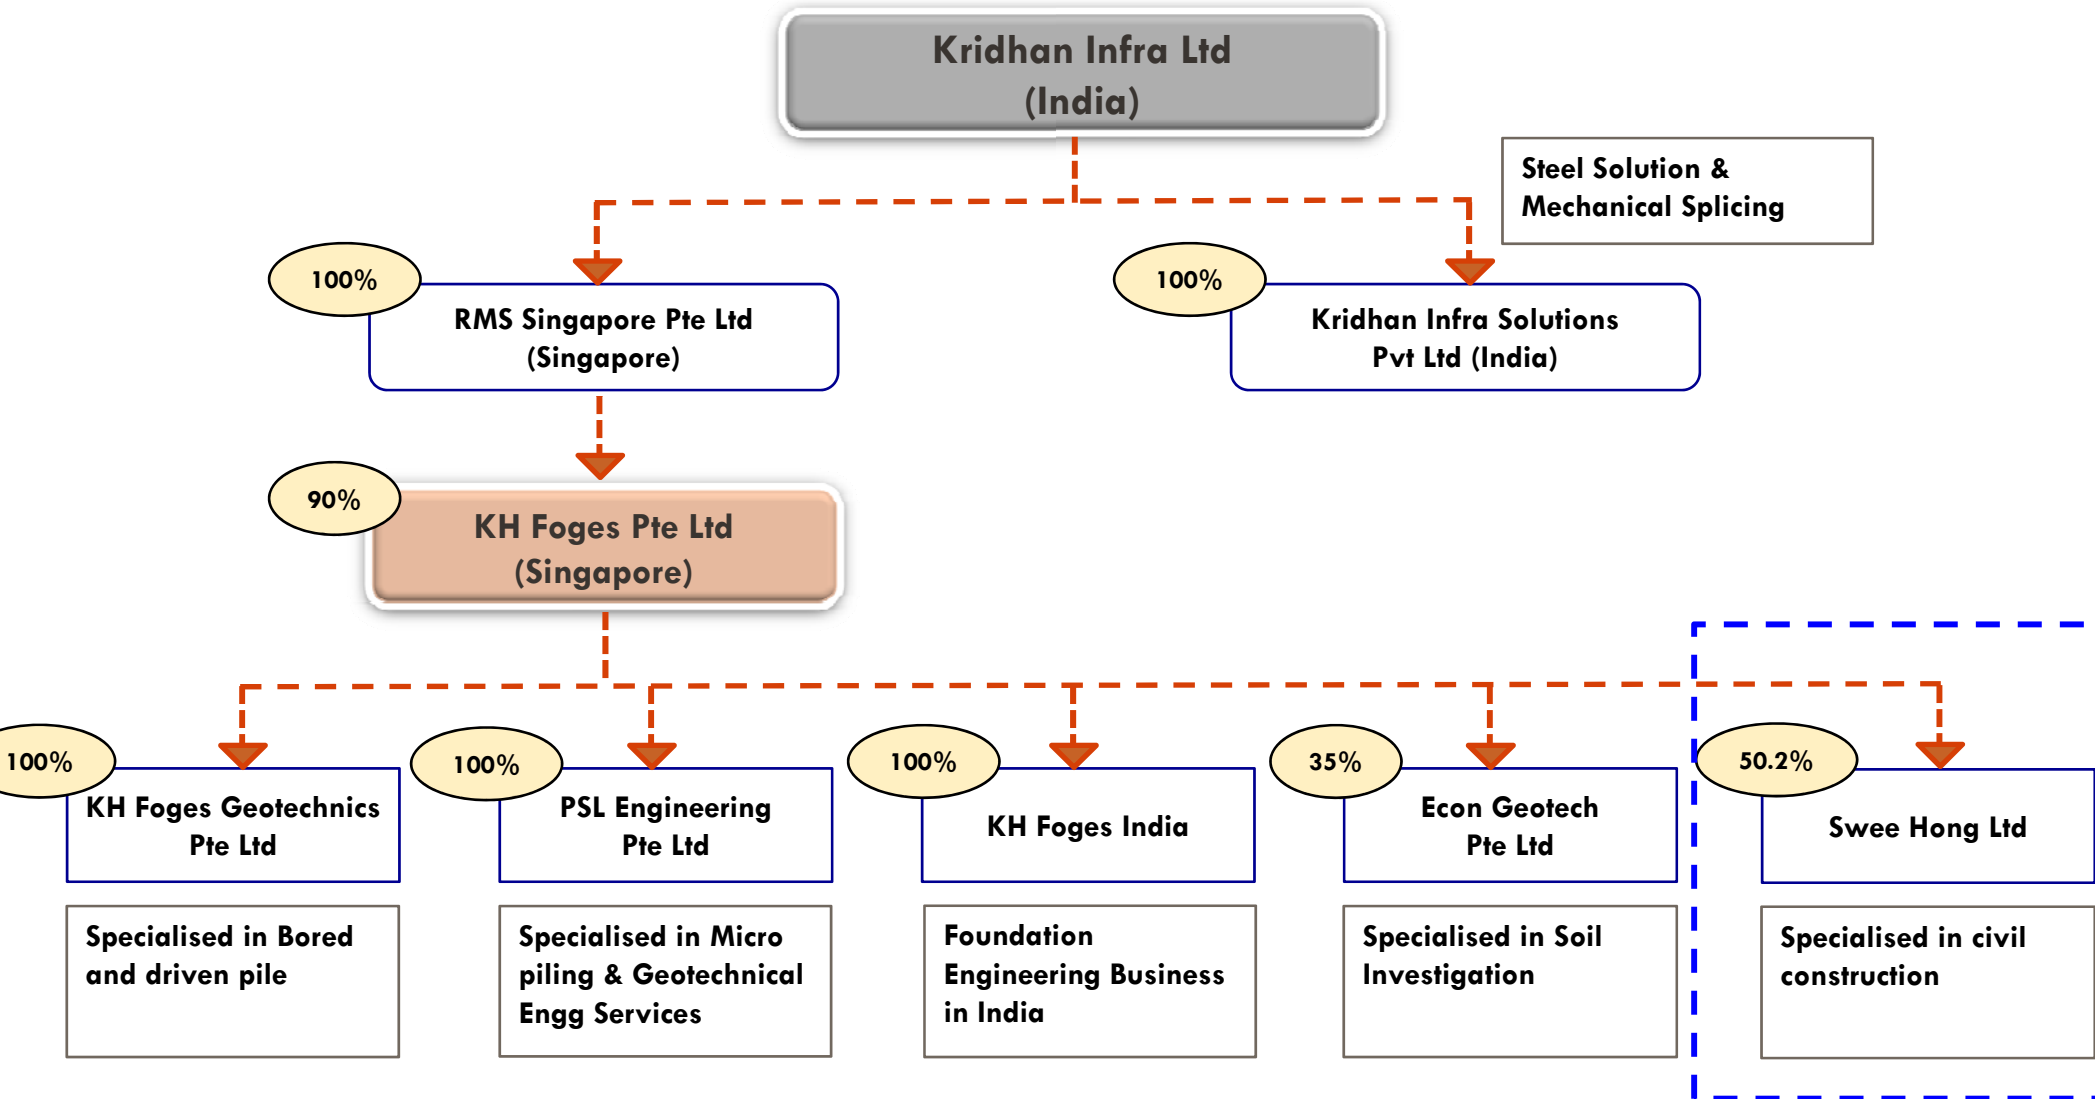 Kridhan Infra Ltd
(India)
Steel Solution &
Mechanical Splicing
100%
RMS Singapore Pte Ltd
(Singapore)
100%
Kridhan Infra Solutions
Pvt Ltd (India)
90%
KH Foges Pte Ltd
(Singapore)
100%
KH Foges Geotechnics
Pte Ltd
100%
PSL Engineering
Pte Ltd
100%
KH Foges India
35%
Econ Geotech
Pte Ltd
50.2%
Swee Hong Ltd
Specialised in Bored
and driven pile
Specialised in Micro
piling & Geotechnical
Engg Services
Foundation
Engineering Business
in India
Specialised in Soil
Investigation
Specialised in civil
construction